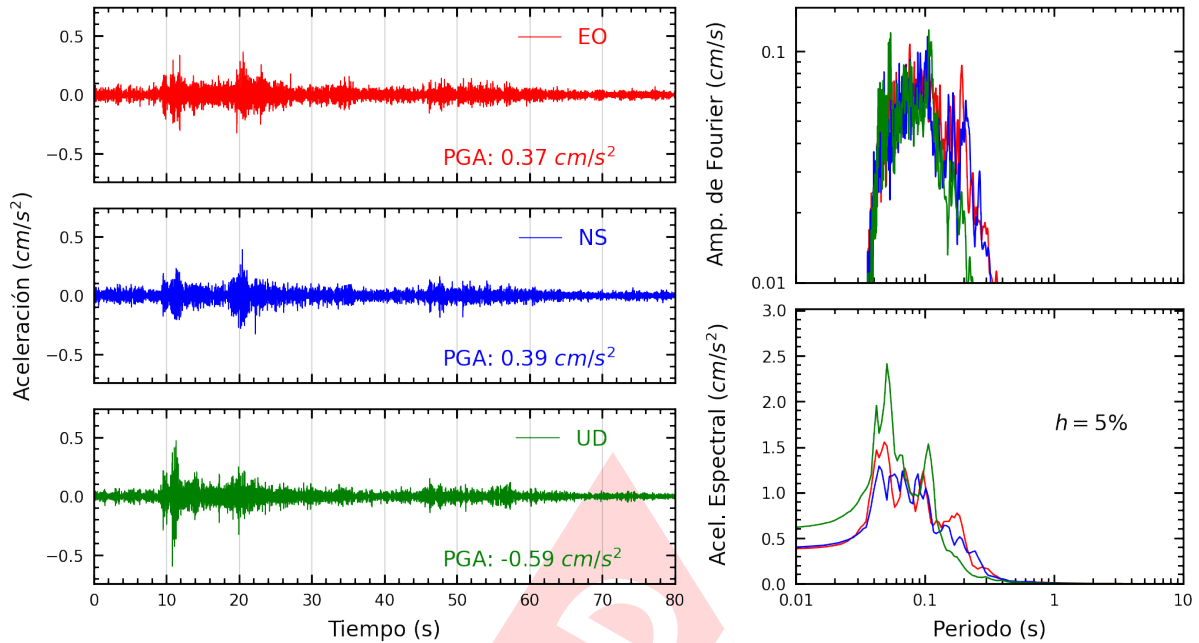 0.5
0.0
−0.5
EO
PGA: 0.37 cm/s²
0.5
0.0
−0.5
NS
PGA: 0.39 cm/s²
0.5
0.0
−0.5
UD
PGA: -0.59 cm/s²
0 10 20 30 40 50 60 70 80
Tiempo (s)
Aceleración (cm/s²)
0.1
0.01
Amp. de Fourier (cm/s)
3.0
2.5
2.0
1.5
1.0
0.5
0.0
Acel. Espectral (cm/s²)
h = 5%
0.01 0.1 1 10
Periodo (s)